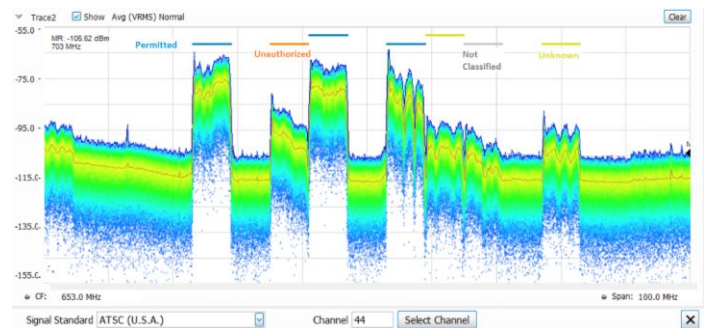 Trace2 Show Avg (VRMS) Normal Clear
-55.0
MR: -106.62 dBm
703 MHz
Permitted
Unauthorized
Not
Classified
Unknown
-75.0
-95.0
M
-115.0
-135.0
-155.0
CF: 653.0 MHz Span: 100.0 MHz
Signal Standard ATSC (U.S.A.) Channel 44 Select Channel